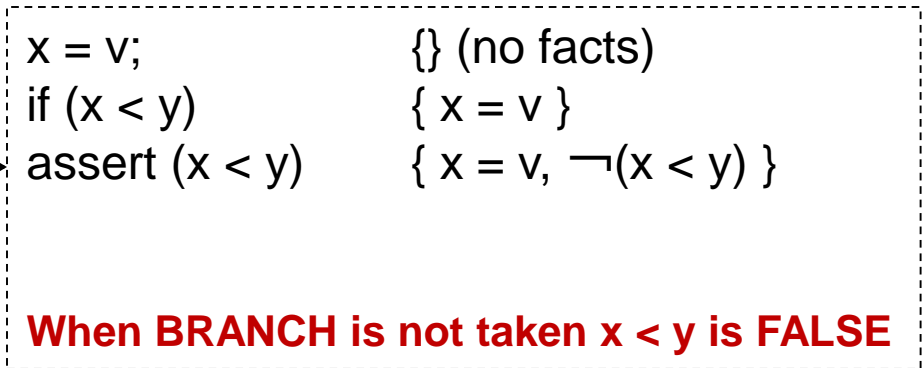 x = v; {} (no facts)
if (x < y) { x = v }
assert (x < y) { x = v, ¬(x < y) }
When BRANCH is not taken x < y is FALSE